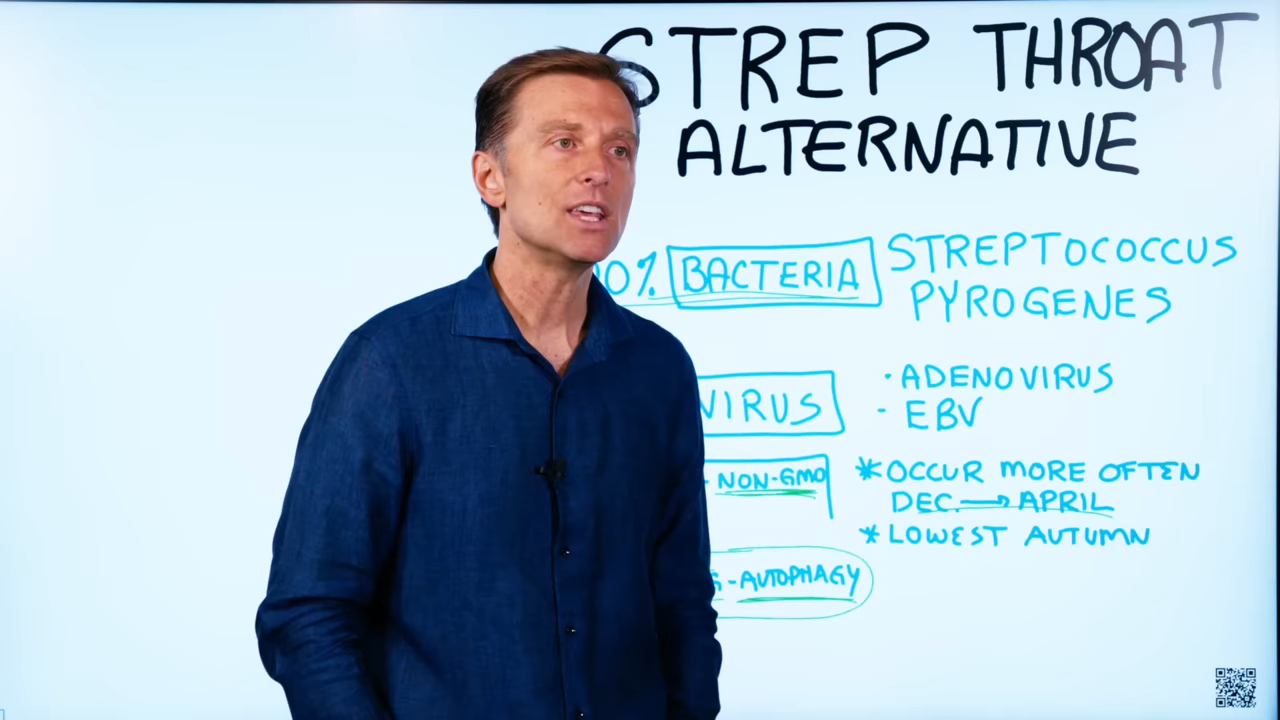 STREP THROAT
ALTERNATIVE
0% BACTERIA STREPTOCOCCUS
PYROGENES
VIRUS
· ADENOVIRUS
- EBV
- NON-GMO
* OCCUR MORE OFTEN
DEC. → APRIL
* LOWEST AUTUMN
- AUTOPHAGY